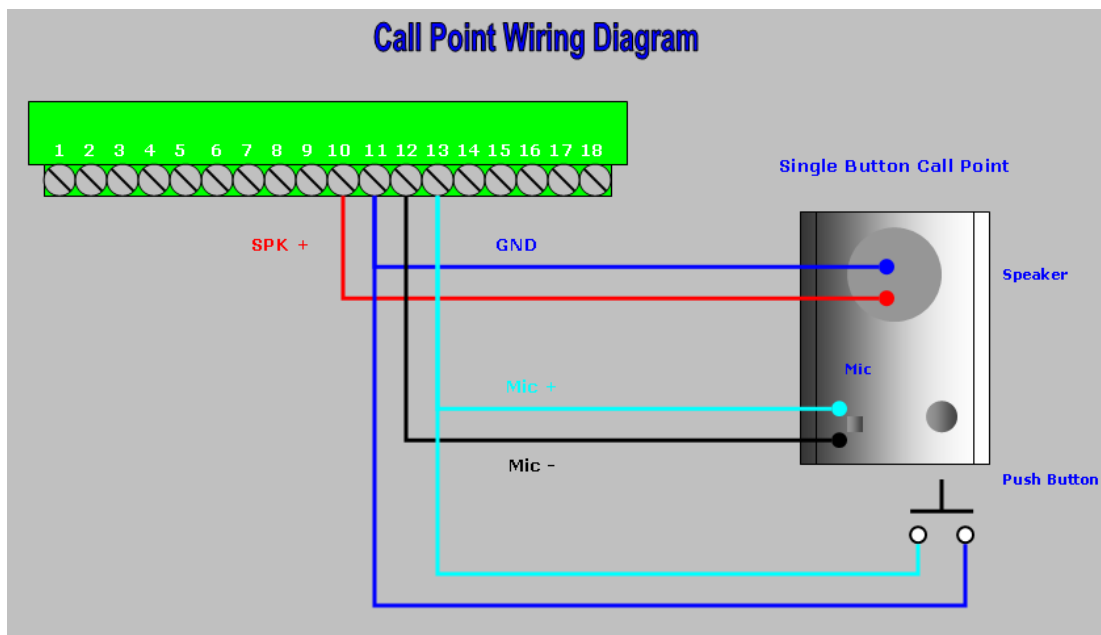 Call Point Wiring Diagram
1 2 3 4 5 6 7 8 9 10 11 12 13 14 15 16 17 18
Single Button Call Point
SPK +
GND
Speaker
Mic
Mic +
Mic -
Push Button